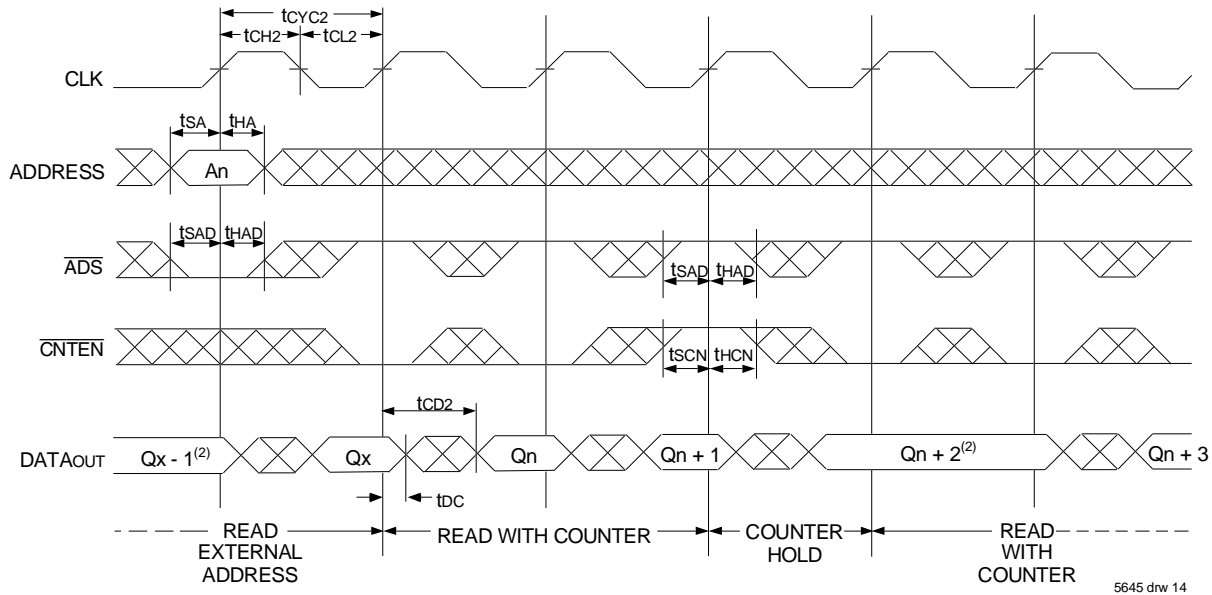 tCYC2
tCH2 tCL2
CLK
tSA tHA
ADDRESS An
tSAD tHAD
ADS
tSAD tHAD
CNTEN
tSCN tHCN
tCD2
DATAOUT Qx - 1(2) Qx Qn Qn + 1 Qn + 2(2) Qn + 3
tDC
READ EXTERNAL ADDRESS
READ WITH COUNTER
COUNTER HOLD
READ WITH COUNTER
5645 drw 14